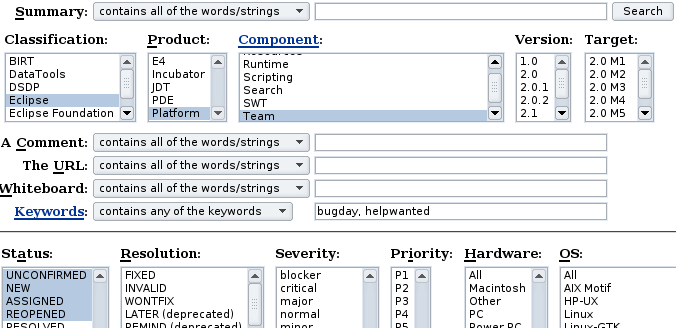 Summary: contains all of the words/strings Search
Classification: Product: Component: Version: Target:
BIRT E4 Runtime 1.0 2.0 M1
DataTools Incubator Scripting 2.0 2.0 M2
DSDP JDT Search 2.0.1 2.0 M3
Eclipse PDE SWT 2.0.2 2.0 M4
Eclipse Foundation Platform Team 2.1 2.0 M5
A Comment: contains all of the words/strings
The URL: contains all of the words/strings
Whiteboard: contains all of the words/strings
Keywords: contains any of the keywords bugday, helpwanted
Status: Resolution: Severity: Priority: Hardware: OS:
UNCONFIRMED FIXED blocker P1 All All
NEW INVALID critical P2 Macintosh AIX Motif
ASSIGNED WONTFIX major P3 Other HP-UX
REOPENED LATER (deprecated) normal P4 PC Linux
RESOLVED REMIND (deprecated) minor P5 Power PC Linux-GTK